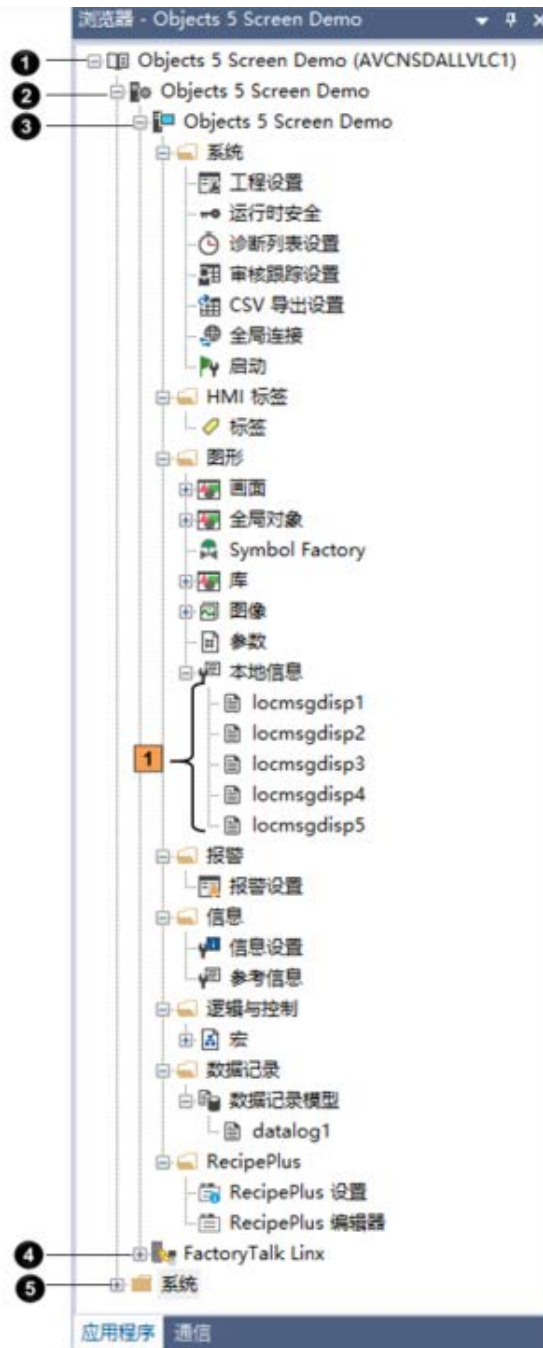 浏览器 - Objects 5 Screen Demo
1 Objects 5 Screen Demo (AVCNSDALLVLC1)
2 Objects 5 Screen Demo
3 Objects 5 Screen Demo
系统
工程设置
运行时安全
诊断列表设置
审核跟踪设置
CSV 导出设置
全局连接
启动
HMI 标签
标签
图形
画面
全局对象
Symbol Factory
库
图像
参数
本地信息
locmsgdisp1
locmsgdisp2
1 locmsgdisp3
locmsgdisp4
locmsgdisp5
报警
报警设置
信息
信息设置
参考信息
逻辑与控制
宏
数据记录
数据记录模型
datalog1
RecipePlus
RecipePlus 设置
RecipePlus 编辑器
4 FactoryTalk Linx
5 系统
应用程序 通信